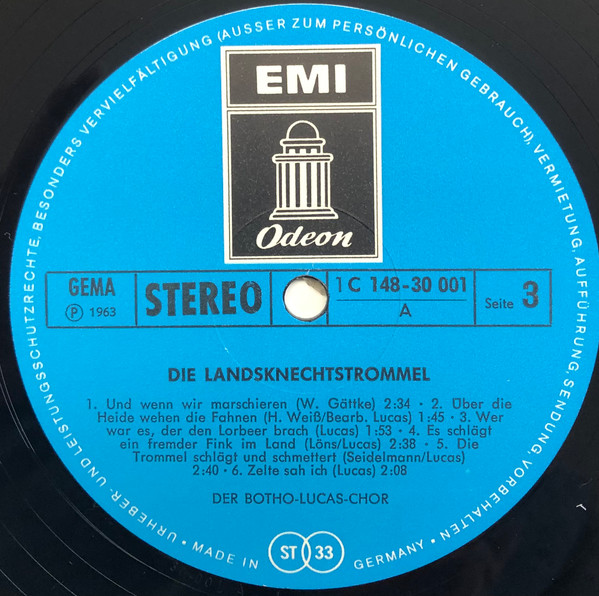 URHEBER- UND LEISTUNGSSCHUTZRECHTE, BESONDERS VERVIELFÄLTIGUNG (AUSSER ZUM PERSÖNLICHEN GEBRAUCH), VERMIETUNG, AUFFÜHRUNG, SENDUNG, VORBEHALTEN
EMI
Odeon
GEMA
Ⓟ 1963
STEREO
1 C 148-30 001
A
Seite 3
DIE LANDSKNECHTSTROMMEL
1. Und wenn wir marschieren (W. Gättke) 2:34 · 2. Über die
Heide wehen die Fahnen (H. Weiß/Bearb. Lucas) 1:45 · 3. Wer
war es, der den Lorbeer brach (Lucas) 1:53 · 4. Es schlägt
ein fremder Fink im Land (Löns/Lucas) 2:38 · 5. Die
Trommel schlägt und schmettert (Seidelmann/Lucas)
2:40 · 6. Zelte sah ich (Lucas) 2:08
DER BOTHO-LUCAS-CHOR
• MADE IN ST 33 GERMANY •